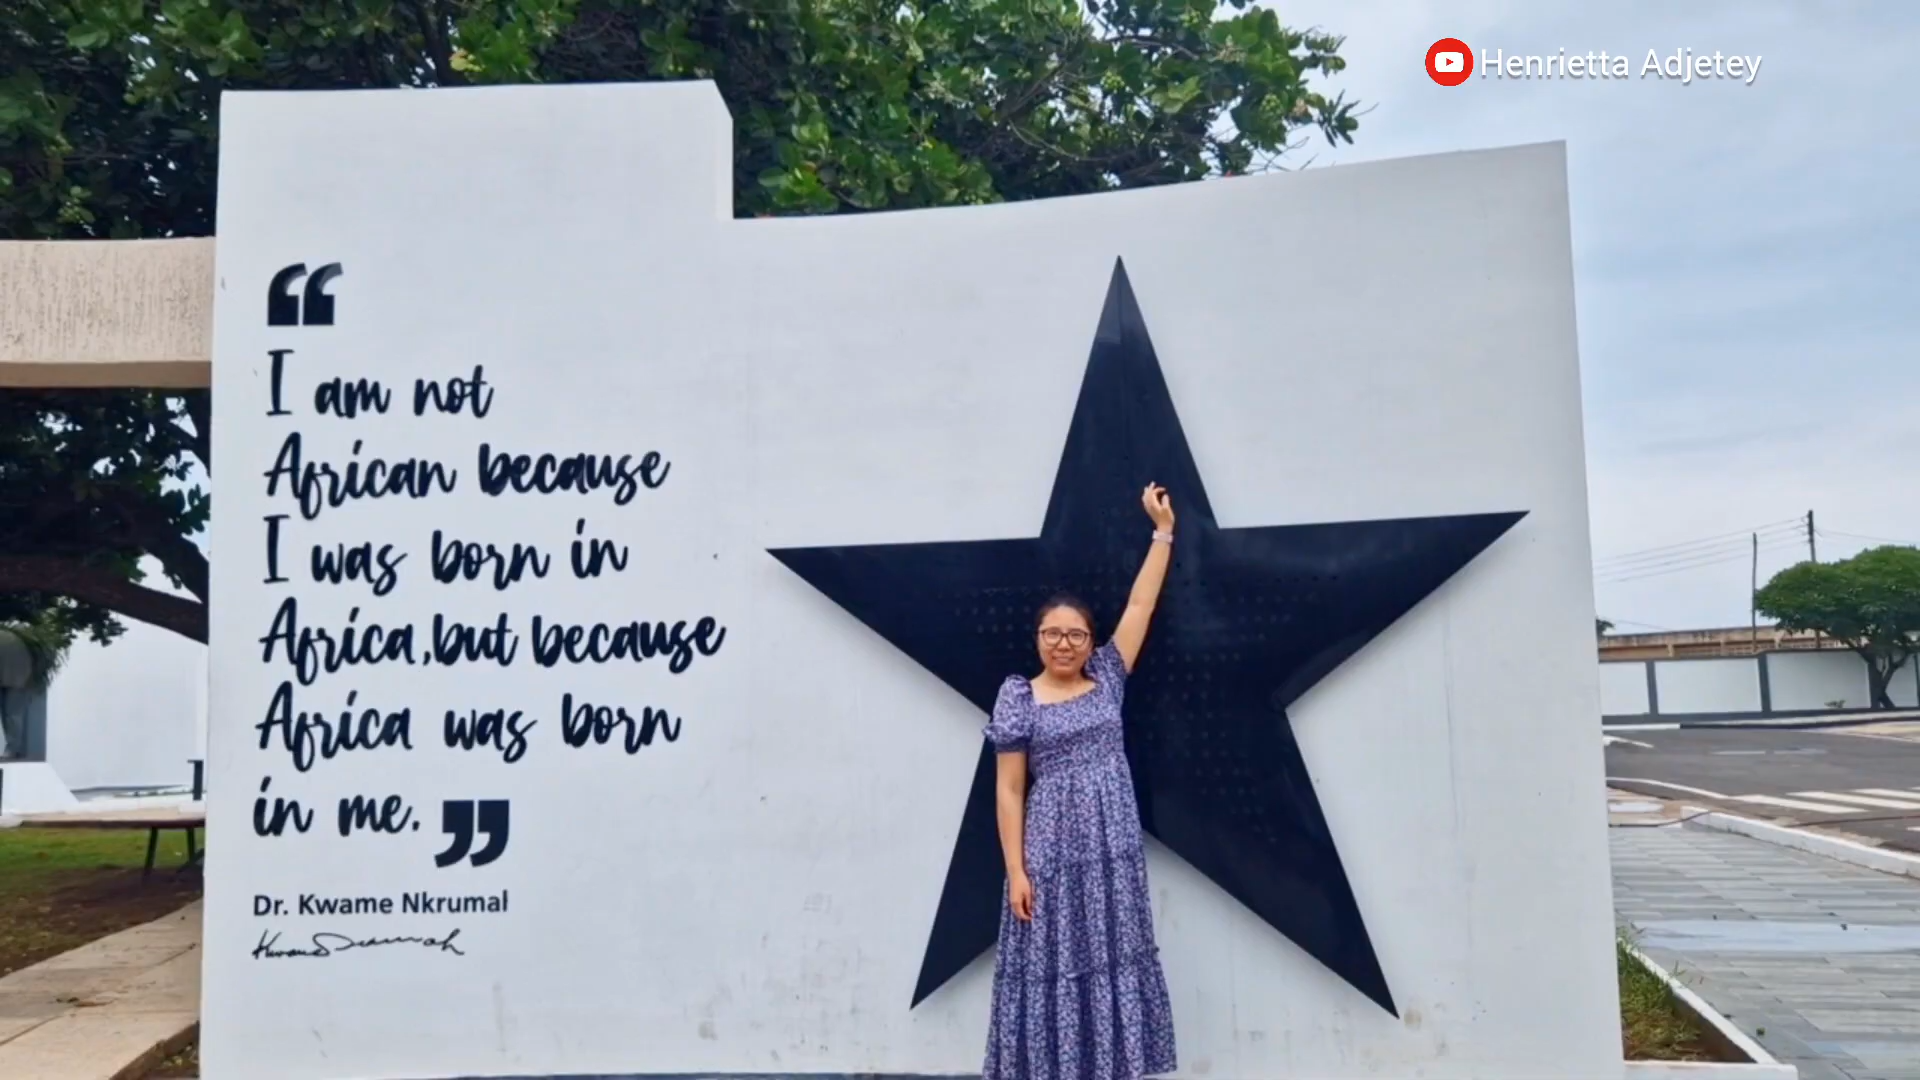 Henrietta Adjetey
“
I am not
African because
I was born in
Africa, but because
Africa was born
in me. ”
Dr. Kwame Nkrumal